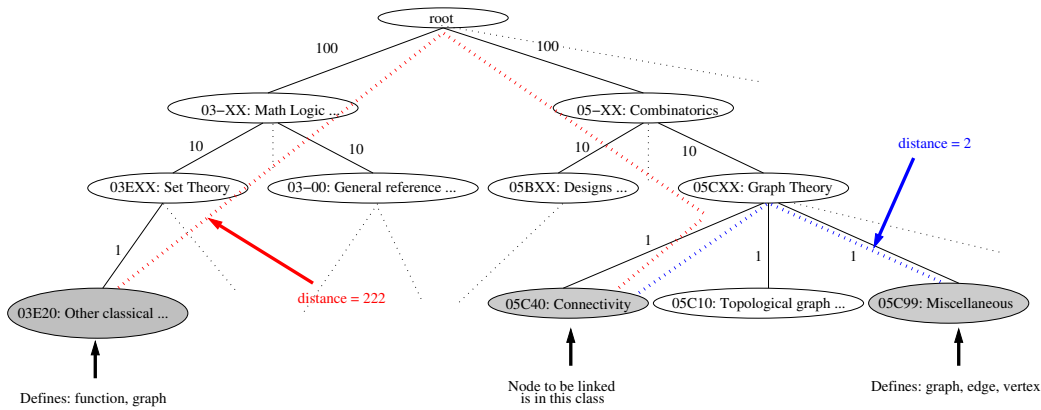 root
100
100
03-XX: Math Logic ...
05-XX: Combinatorics
10
10
10
10
distance = 2
03EXX: Set Theory
03-00: General reference ...
05BXX: Designs ...
05CXX: Graph Theory
1
1
1
1
distance = 222
03E20: Other classical ...
05C40: Connectivity
05C10: Topological graph ...
05C99: Miscellaneous
Defines: function, graph
Node to be linked
is in this class
Defines: graph, edge, vertex